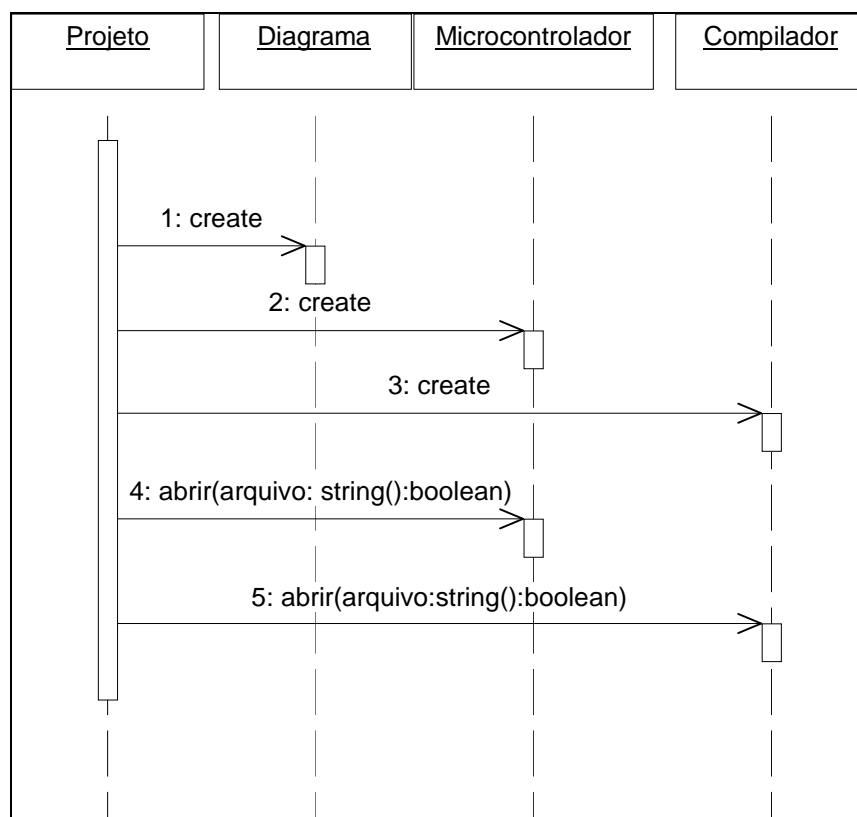 Projeto
Diagrama
Microcontrolador
Compilador
1: create
2: create
3: create
4: abrir(arquivo: string():boolean)
5: abrir(arquivo:string():boolean)